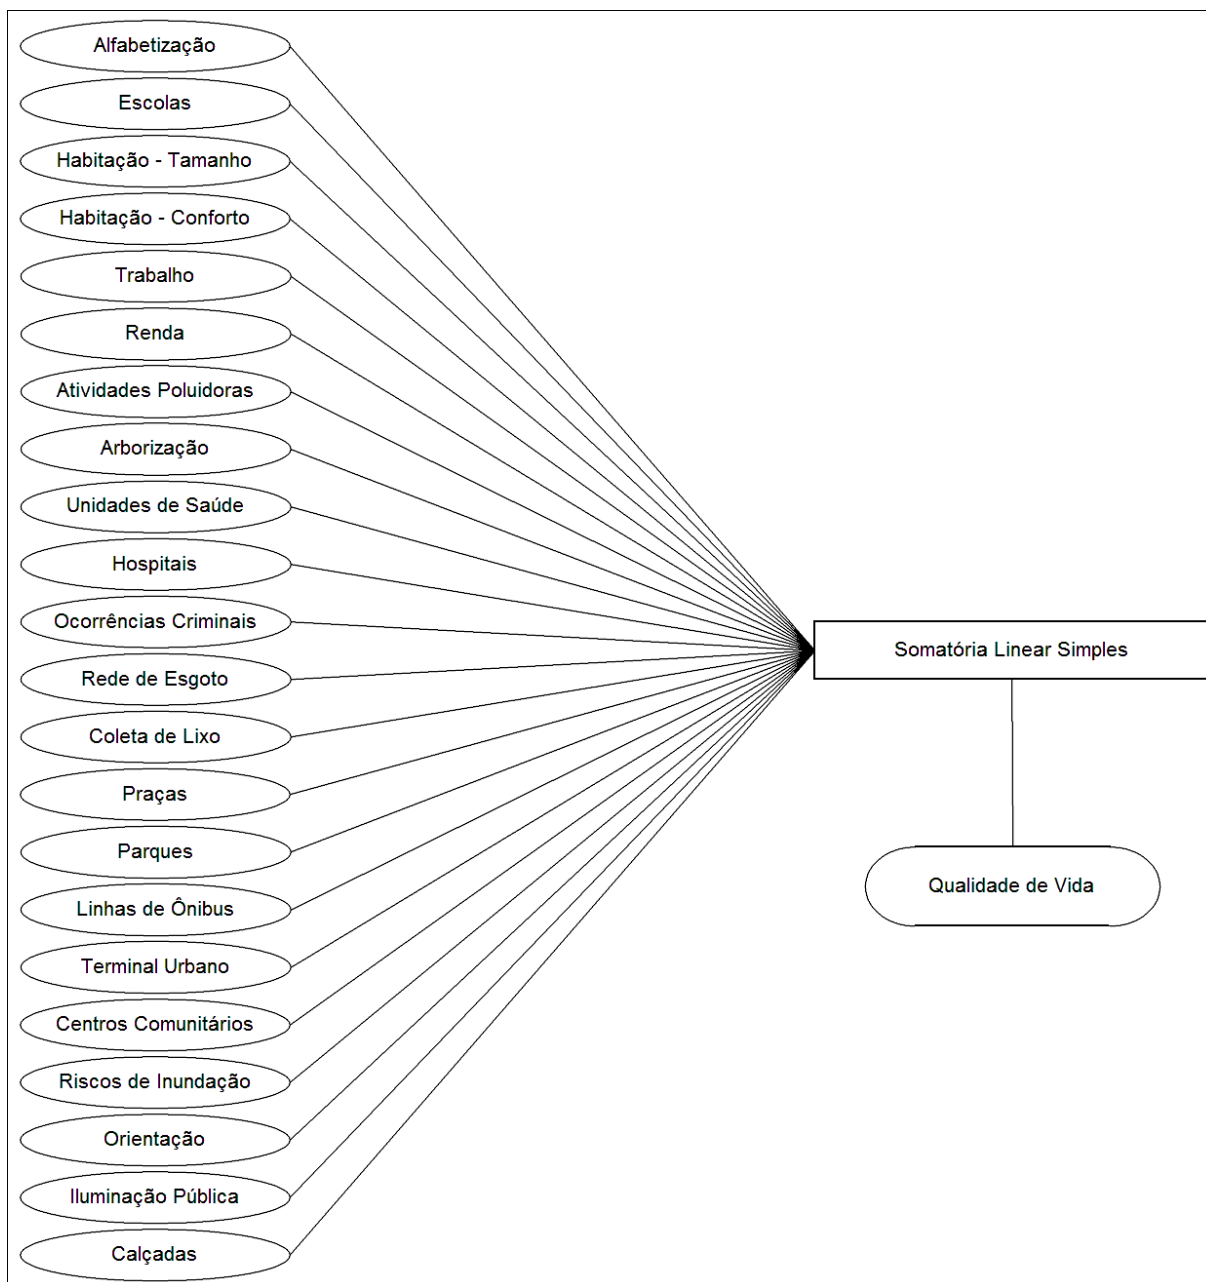 Alfabetização
Escolas
Habitação - Tamanho
Habitação - Conforto
Trabalho
Renda
Atividades Poluidoras
Arborização
Unidades de Saúde
Hospitais
Ocorrências Criminais
Rede de Esgoto
Coleta de Lixo
Praças
Parques
Linhas de Ônibus
Terminal Urbano
Centros Comunitários
Riscos de Inundação
Orientação
Iluminação Pública
Calçadas
Somatória Linear Simples
Qualidade de Vida